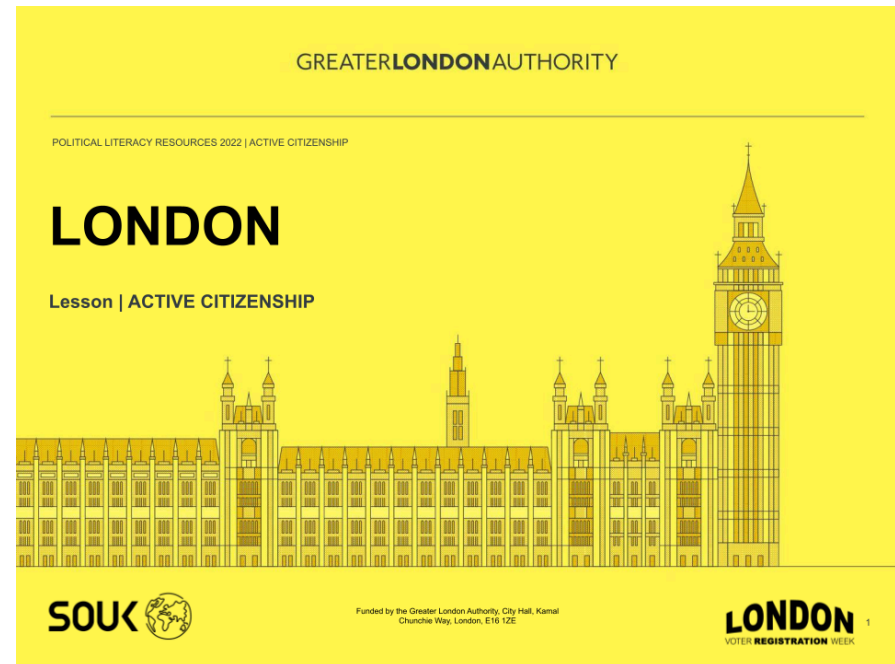 GREATERLONDONAUTHORITY
POLITICAL LITERACY RESOURCES 2022 | ACTIVE CITIZENSHIP
LONDON
Lesson | ACTIVE CITIZENSHIP
SOUK
Funded by the Greater London Authority, City Hall, Kamal
Chunchie Way, London, E16 1ZE
LONDON
VOTER REGISTRATION WEEK
1